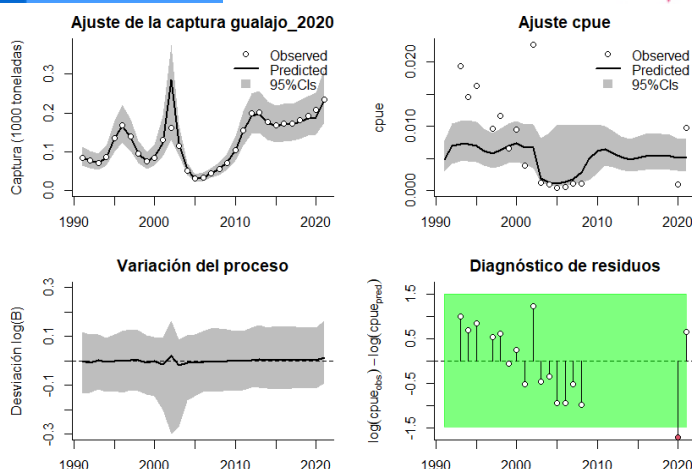 Ajuste de la captura gualajo_2020
Captura (1000 toneladas)
0.0 0.1 0.2 0.3
Observed
Predicted
95%CIs
1990 2000 2010 2020
Ajuste cpue
cpue
0.000 0.010 0.020
Observed
Predicted
95%CIs
1990 2000 2010 2020
Variación del proceso
Desviación log(B)
-0.3 -0.1 0.1 0.3
1990 2000 2010 2020
Diagnóstico de residuos
log(cpue_obs) − log(cpue_pred)
-1.5 -0.5 0.5 1.5
1990 2000 2010 2020